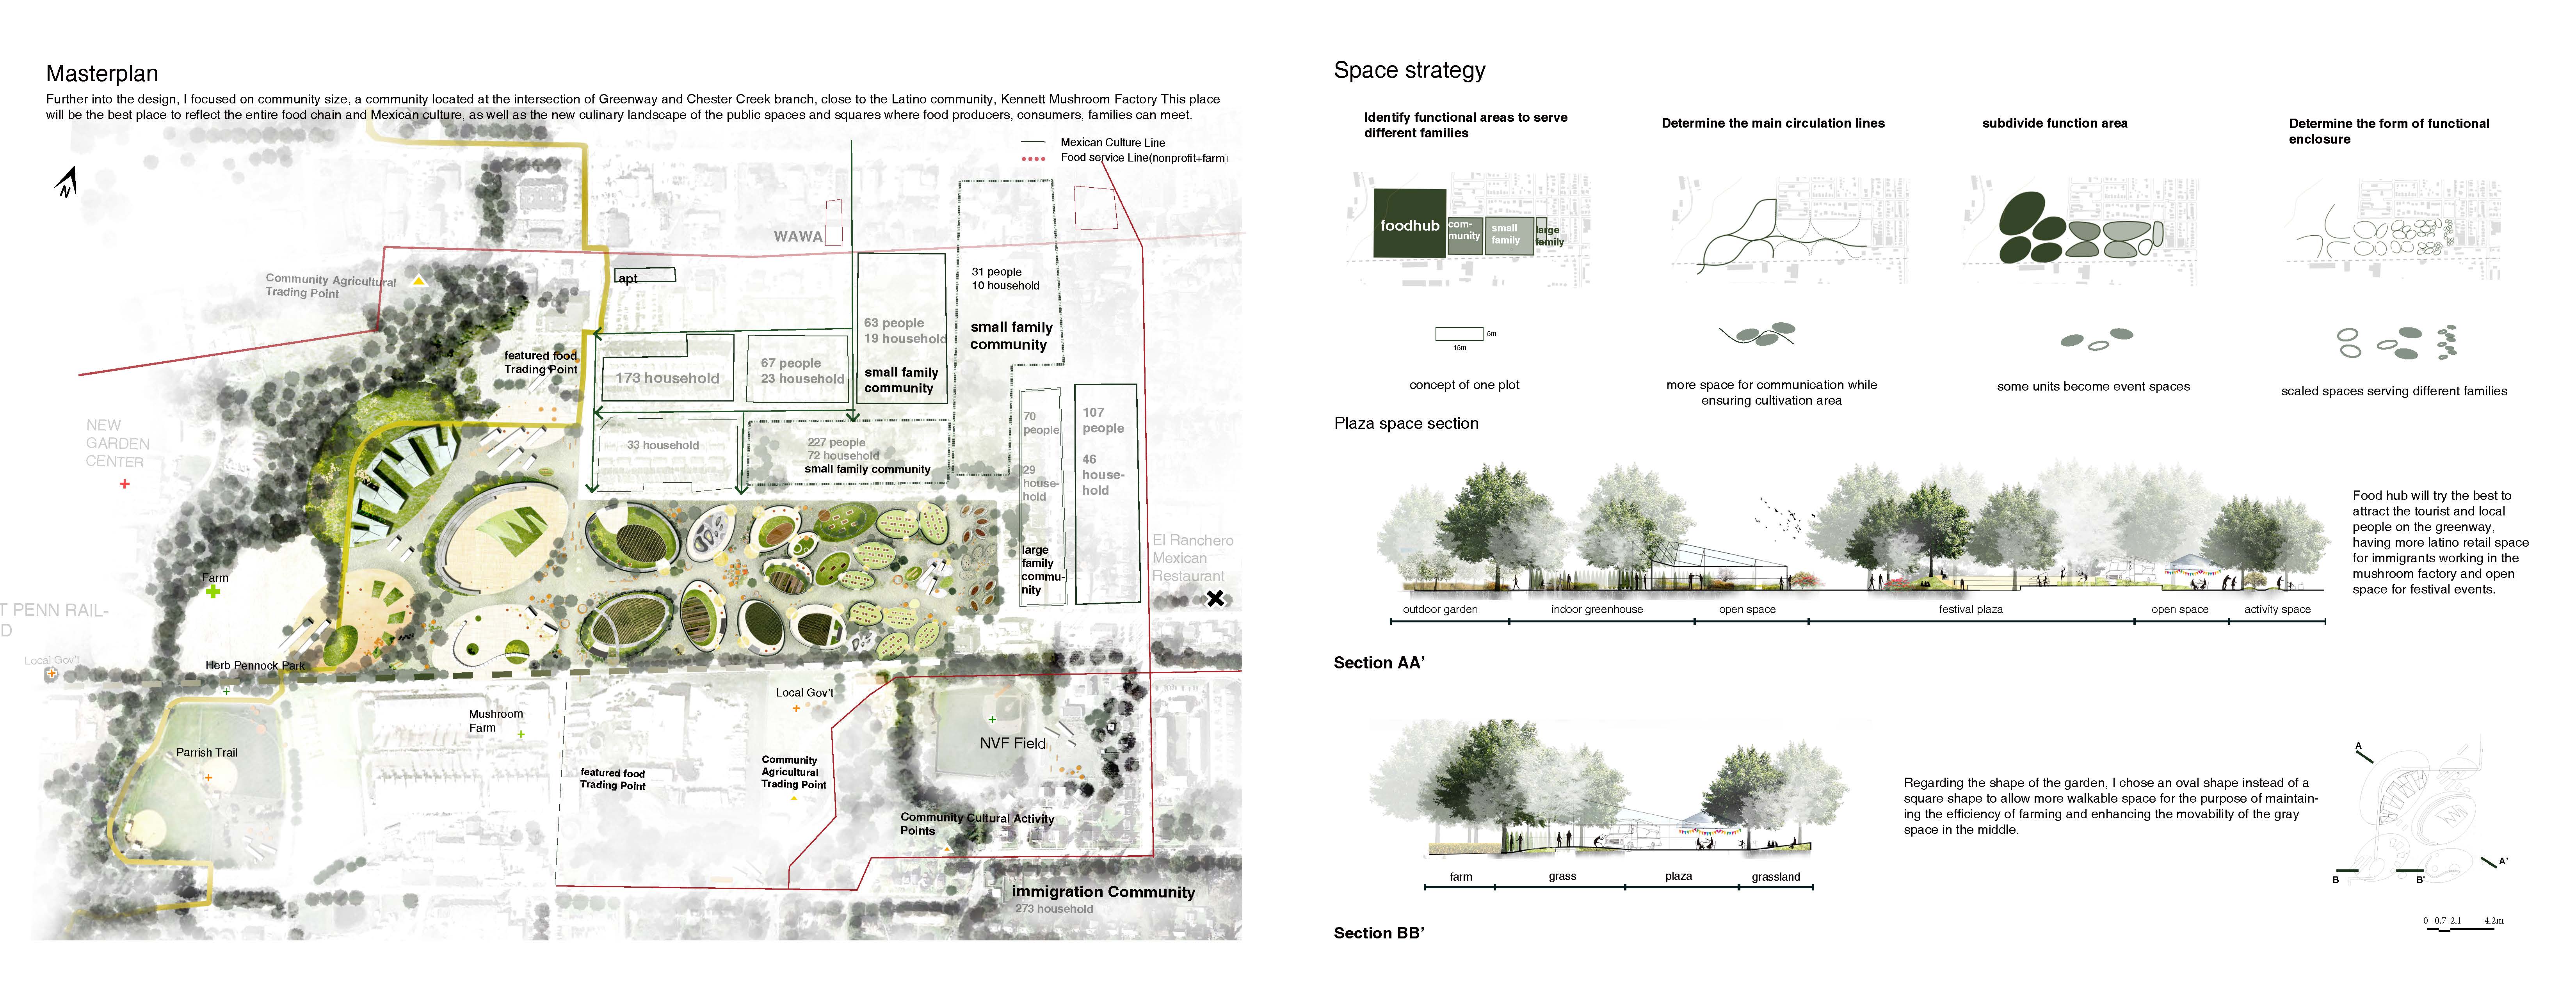 Masterplan
Further into the design, I focused on community size, a community located at the intersection of Greenway and Chester Creek branch, close to the Latino community, Kennett Mushroom Factory This place
will be the best place to reflect the entire food chain and Mexican culture, as well as the new culinary landscape of the public spaces and squares where food producers, consumers, families can meet.
Mexican Culture Line
Food service Line(nonprofit+farm)
N
WAWA
Community Agricultural
Trading Point
apt
31 people
10 household
small family
community
63 people
19 household
small family
community
featured food
Trading Point
173 household
67 people
23 household
NEW
GARDEN
CENTER
33 household
227 people
72 household
small family community
70
people
29
house-
hold
107
people
46
house-
hold
large
family
commu-
nity
El Ranchero
Mexican
Restaurant
Farm
T PENN RAIL-
D
Local Gov't
Herb Pennock Park
Mushroom
Farm
Local Gov't
NVF Field
Parrish Trail
featured food
Trading Point
Community
Agricultural
Trading Point
Community Cultural Activity
Points
immigration Community
273 household
Space strategy
Identify functional areas to serve
different families
Determine the main circulation lines
subdivide function area
Determine the form of functional
enclosure
foodhub
com-
munity
small
family
large
family
5m
15m
concept of one plot
more space for communication while
ensuring cultivation area
some units become event spaces
scaled spaces serving different families
Plaza space section
outdoor garden
indoor greenhouse
open space
festival plaza
open space
activity space
Food hub will try the best to
attract the tourist and local
people on the greenway,
having more latino retail space
for immigrants working in the
mushroom factory and open
space for festival events.
Section AA'
farm
grass
plaza
grassland
Regarding the shape of the garden, I chose an oval shape instead of a
square shape to allow more walkable space for the purpose of maintain-
ing the efficiency of farming and enhancing the movability of the gray
space in the middle.
A
A'
B
B'
0 0.7 2.1 4.2m
Section BB'